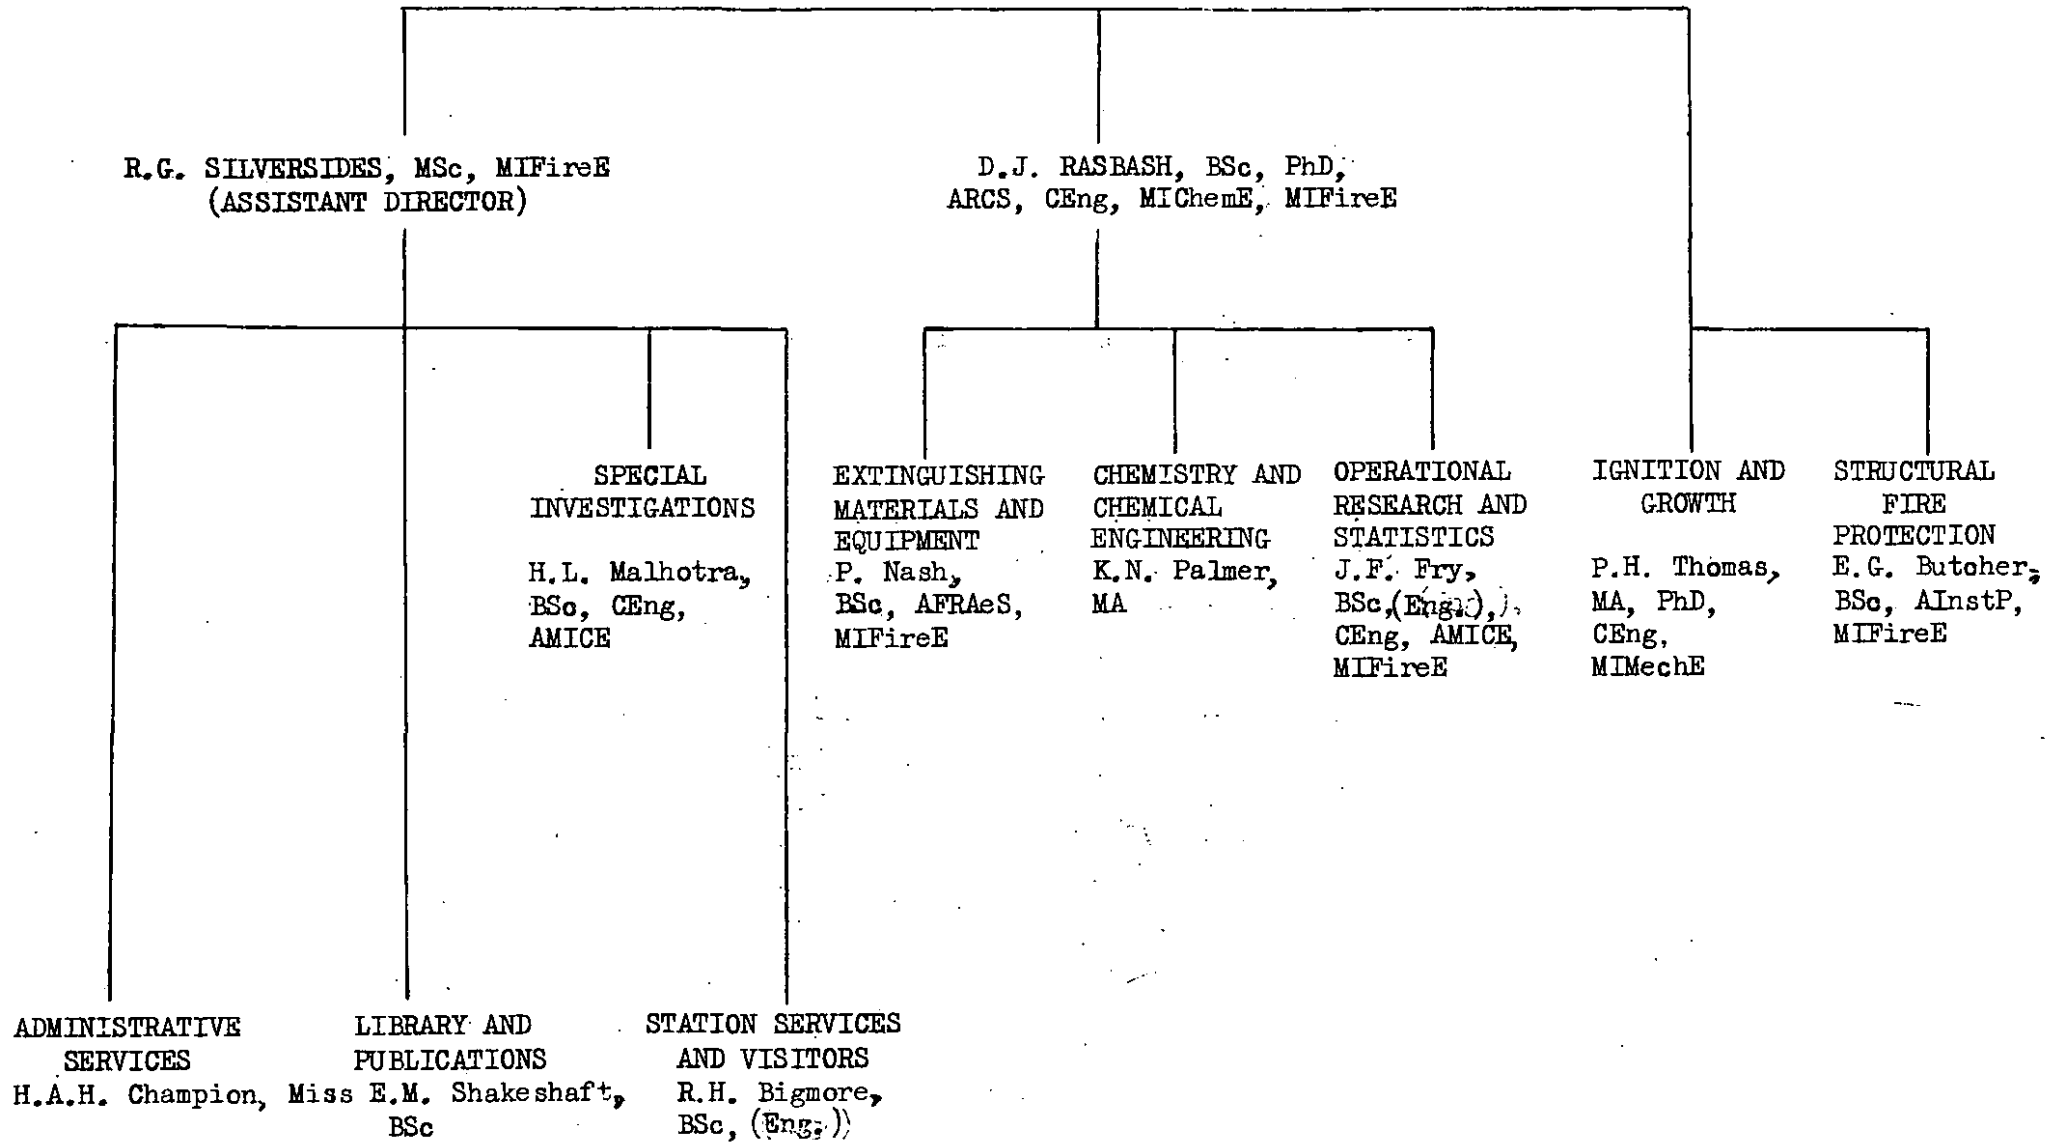 R.G. SILVERSIDES, MSc, MIFireE
(ASSISTANT DIRECTOR)
D.J. RASBASH, BSc, PhD,
ARCS, CEng, MIChemE, MIFireE
SPECIAL
INVESTIGATIONS
H.L. Malhotra,
BSc, CEng,
AMICE
EXTINGUISHING
MATERIALS AND
EQUIPMENT
P. Nash,
BSc, AFRAeS,
MIFireE
CHEMISTRY AND
CHEMICAL
ENGINEERING
K.N. Palmer,
MA
OPERATIONAL
RESEARCH AND
STATISTICS
J.F. Fry,
BSc,(Eng.),
CEng, AMICE,
MIFireE
IGNITION AND
GROWTH
P.H. Thomas,
MA, PhD,
CEng,
MIMechE
STRUCTURAL
FIRE
PROTECTION
E.G. Butcher,
BSc, AInstP,
MIFireE
ADMINISTRATIVE
SERVICES
H.A.H. Champion,
LIBRARY AND
PUBLICATIONS
Miss E.M. Shakeshaft,
BSc
STATION SERVICES
AND VISITORS
R.H. Bigmore,
BSc, (Eng.)